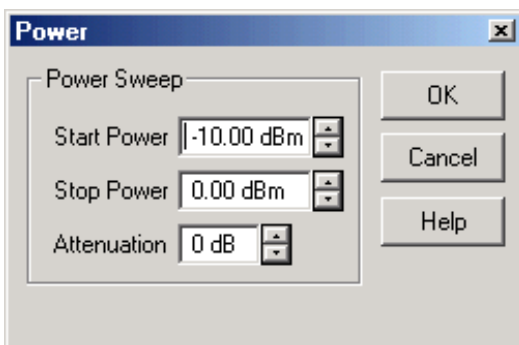 Power
Power Sweep
Start Power -10.00 dBm
Stop Power 0.00 dBm
Attenuation 0 dB
OK
Cancel
Help